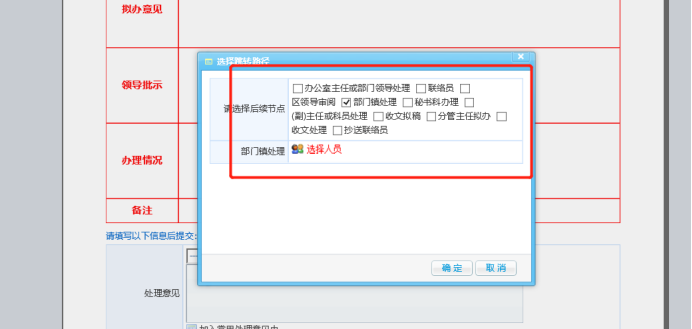 拟办意见
领导批示
办理情况
备注
请填写以下信息后提交:
处理意见
加入常用处理意见中
选择跳转路径
请选择后续节点
办公室主任或部门领导处理 联络员
区领导审阅 部门镇处理 秘书科办理
(副)主任或科员处理 收文拟稿 分管主任拟办
收文处理 抄送联络员
部门镇处理 选择人员
确定 取消